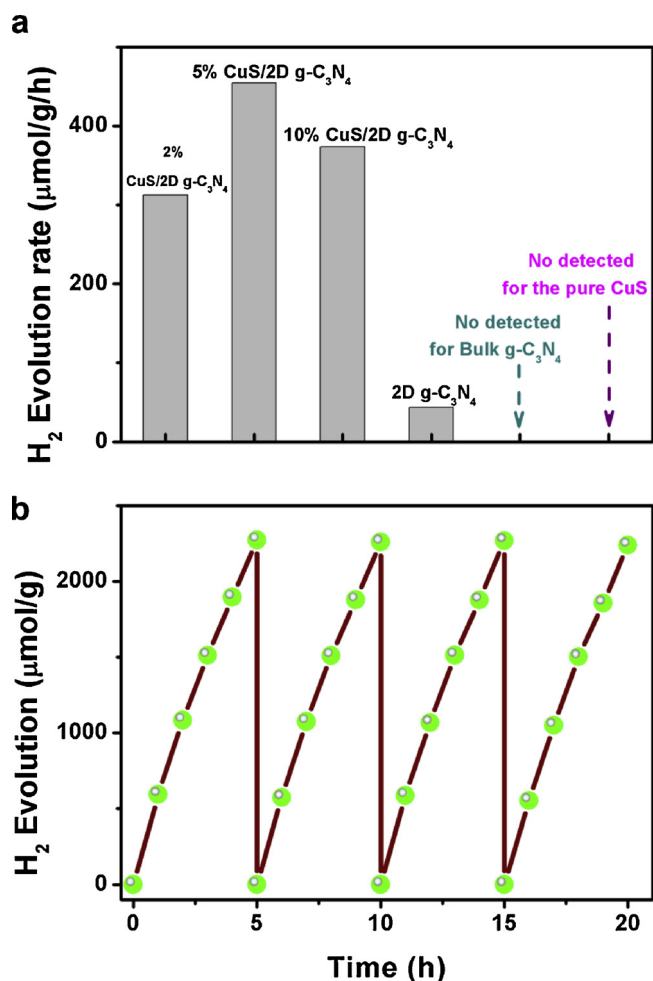 a
H₂ Evolution rate (μmol/g/h)
400
200
0
2%
CuS/2D g-C₃N₄
5% CuS/2D g-C₃N₄
10% CuS/2D g-C₃N₄
2D g-C₃N₄
No detected
for Bulk g-C₃N₄
No detected
for the pure CuS
b
H₂ Evolution (μmol/g)
2000
1000
0
0 5 10 15 20
Time (h)